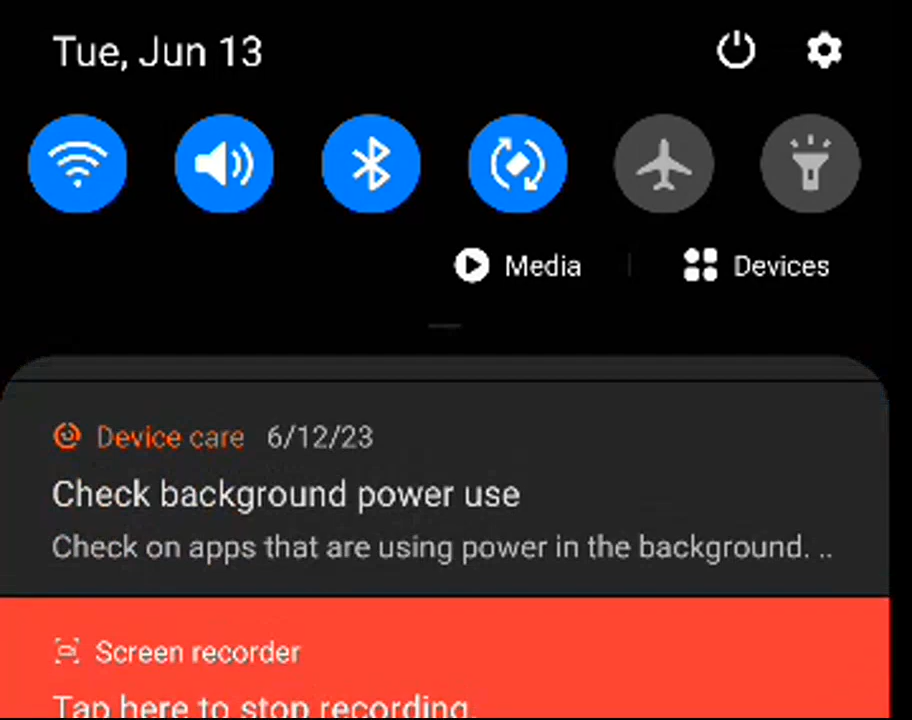 Tue, Jun 13
Media
Devices
Device care 6/12/23
Check background power use
Check on apps that are using power in the background. ..
Screen recorder
Tap here to stop recording.